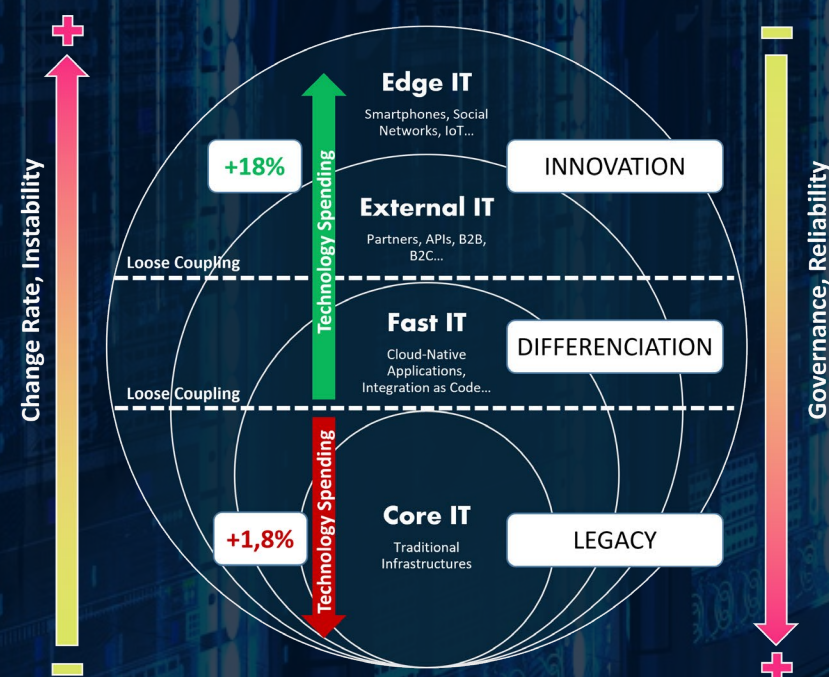 Edge IT
Smartphones, Social
Networks, IoT...
+18%
INNOVATION
External IT
Partners, APIs, B2B,
B2C...
Loose Coupling
Technology Spending
Fast IT
Cloud-Native
Applications,
Integration as Code...
DIFFERENCIATION
Loose Coupling
Core IT
Traditional
Infrastructures
+1,8%
LEGACY
Technology Spending
Change Rate, Instability
+
-
Governance, Reliability
-
+